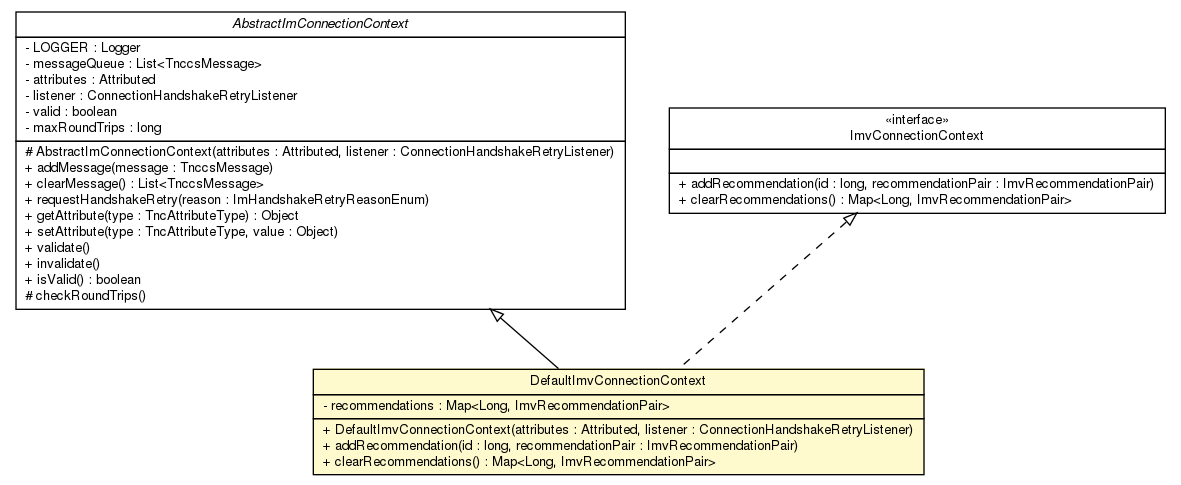 AbstractImConnectionContext
- LOGGER : Logger
- messageQueue : List<TnccsMessage>
- attributes : Attributed
- listener : ConnectionHandshakeRetryListener
- valid : boolean
- maxRoundTrips : long
# AbstractImConnectionContext(attributes : Attributed, listener : ConnectionHandshakeRetryListener)
+ addMessage(message : TnccsMessage)
+ clearMessage() : List<TnccsMessage>
+ requestHandshakeRetry(reason : ImHandshakeRetryReasonEnum)
+ getAttribute(type : TncAttributeType) : Object
+ setAttribute(type : TncAttributeType, value : Object)
+ validate()
+ invalidate()
+ isValid() : boolean
# checkRoundTrips()
«interface»
ImvConnectionContext
+ addRecommendation(id : long, recommendationPair : ImvRecommendationPair)
+ clearRecommendations() : Map<Long, ImvRecommendationPair>
DefaultImvConnectionContext
- recommendations : Map<Long, ImvRecommendationPair>
+ DefaultImvConnectionContext(attributes : Attributed, listener : ConnectionHandshakeRetryListener)
+ addRecommendation(id : long, recommendationPair : ImvRecommendationPair)
+ clearRecommendations() : Map<Long, ImvRecommendationPair>